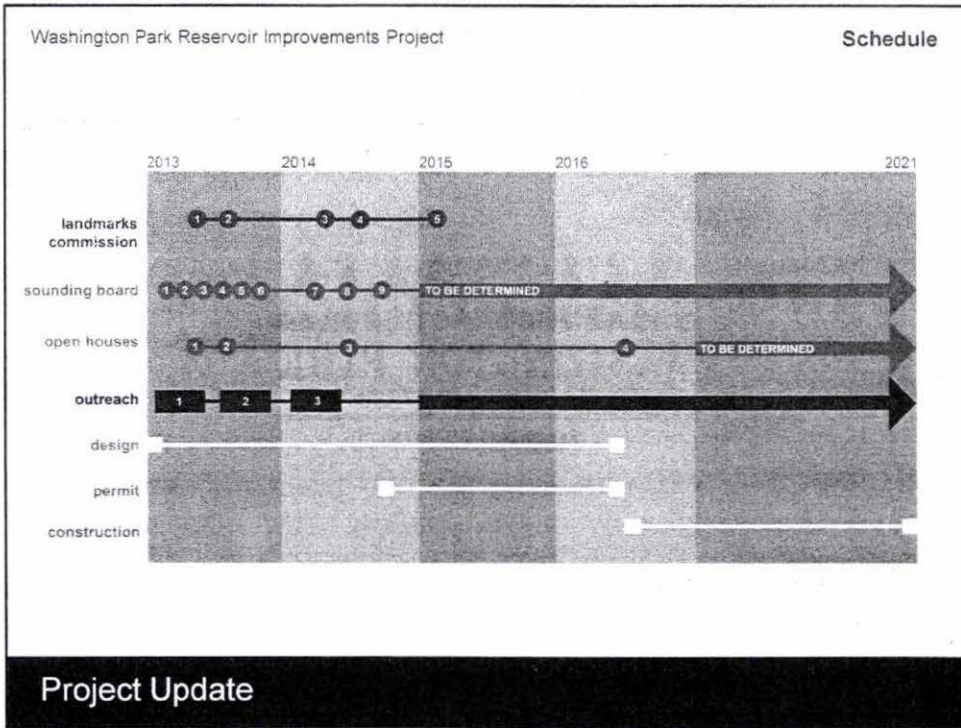 Washington Park Reservoir Improvements Project
Schedule
2013 2014 2015 2016 2021
landmarks
commission
1 2 3 4 5
sounding board
1 2 3 4 5 6 7 8 9 TO BE DETERMINED
open houses
1 2 3 4 TO BE DETERMINED
outreach
1 2 3
design
permit
construction
Project Update